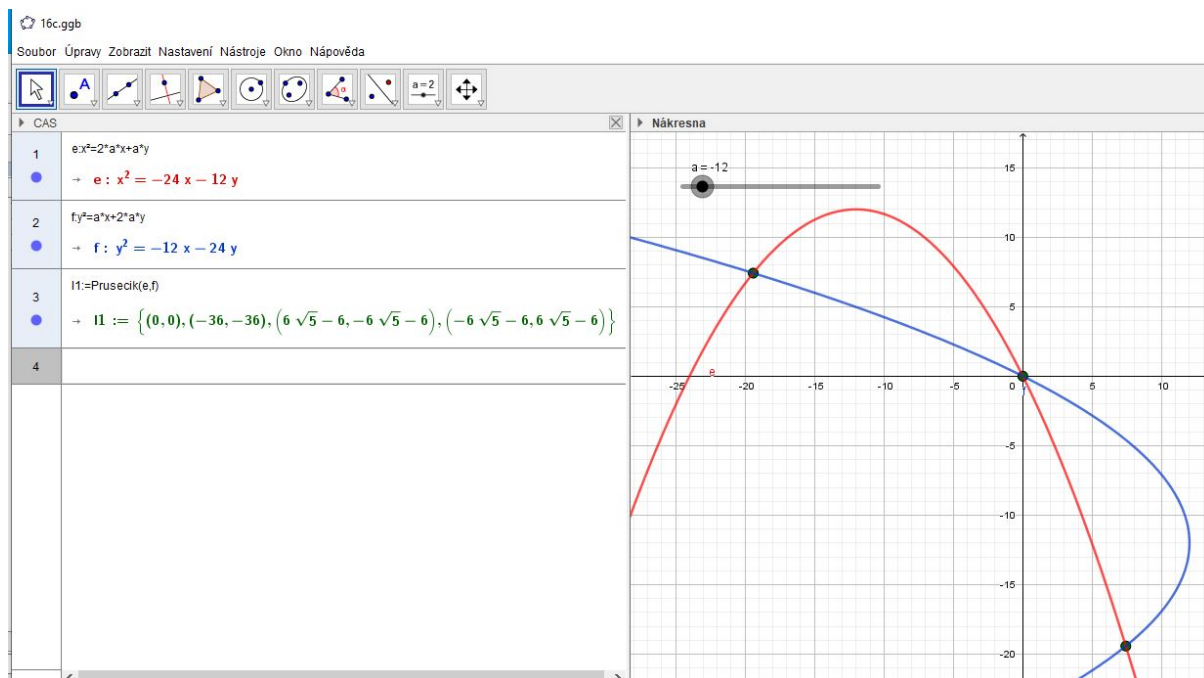 16c.ggb
Soubor Úpravy Zobrazit Nastavení Nástroje Okno Nápověda
A
α
a=2
CAS
Nákresna
1
e:x²=2*a*x+a*y
→ e : x² = −24 x − 12 y
2
f:y²=a*x+2*a*y
→ f : y² = −12 x − 24 y
3
l1:=Prusecik(e,f)
→ l1 := {(0, 0), (−36, −36), (6 √5 − 6, −6 √5 − 6), (−6 √5 − 6, 6 √5 − 6)}
4
a = -12
15
10
5
e
-25 -20 -15 -10 -5 0 5 10
-5
-10
-15
-20